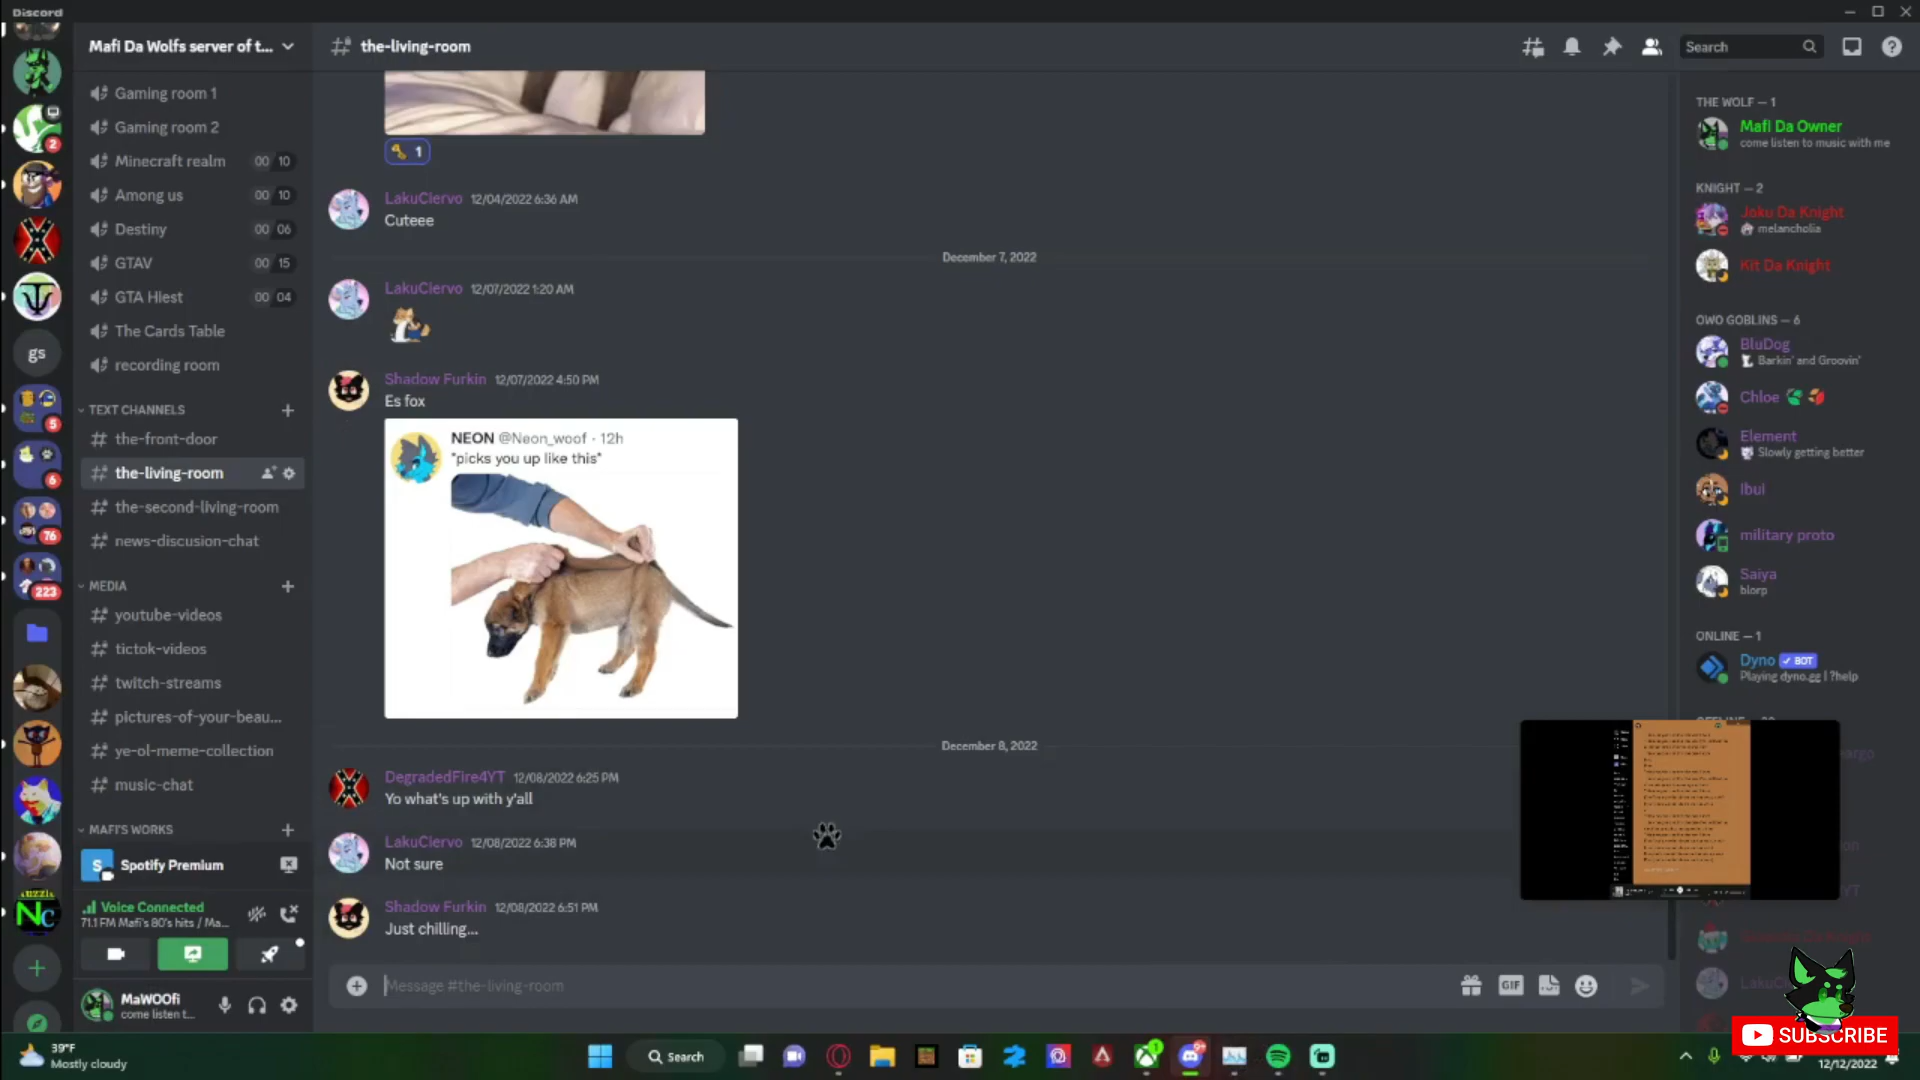 Discord
Mafi Da Wolfs server of t...
the-living-room
Search
Gaming room 1
Gaming room 2
Minecraft realm 00 10
Among us 00 10
Destiny 00 06
GTAV 00 15
GTA Hiest 00 04
The Cards Table
recording room
TEXT CHANNELS
the-front-door
the-living-room
the-second-living-room
news-discusion-chat
MEDIA
youtube-videos
tictok-videos
twitch-streams
pictures-of-your-beau...
ye-ol-meme-collection
music-chat
MAFI'S WORKS
Spotify Premium
Voice Connected
71.1 FM Mafi's 80's hits / Ma...
MaWOOfi
come listen t...
gs
2
5
6
76
223
NC
S
1
LakuCiervo 12/04/2022 6:36 AM
Cuteee
December 7, 2022
LakuCiervo 12/07/2022 1:20 AM
Shadow Furkin 12/07/2022 4:50 PM
Es fox
NEON @Neon_woof · 12h
*picks you up like this*
December 8, 2022
DegradedFire4YT 12/08/2022 6:25 PM
Yo what's up with y'all
LakuCiervo 12/08/2022 6:38 PM
Not sure
Shadow Furkin 12/08/2022 6:51 PM
Just chilling...
Message #the-living-room
GIF
THE WOLF — 1
Mafi Da Owner
come listen to music with me
KNIGHT — 2
Joku Da Knight
melancholia
Kit Da Knight
OWO GOBLINS — 6
BluDog
Barkin' and Groovin'
Chloe
Element
Slowly getting better
Ibui
military proto
Saiya
blorp
ONLINE — 1
Dyno BOT
Playing dyno.gg | ?help
SUBSCRIBE
39°F
Mostly cloudy
Search
1
9+
12/12/2022